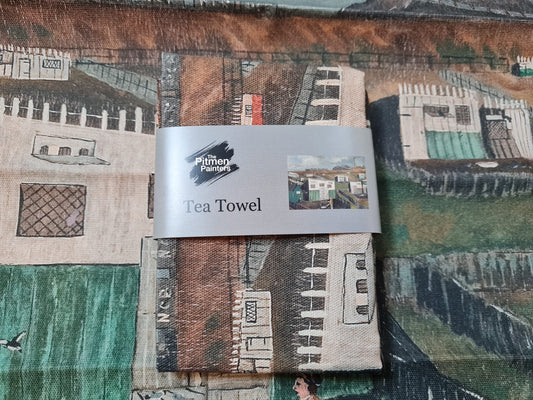 The
Pitmen
Painters
Tea Towel